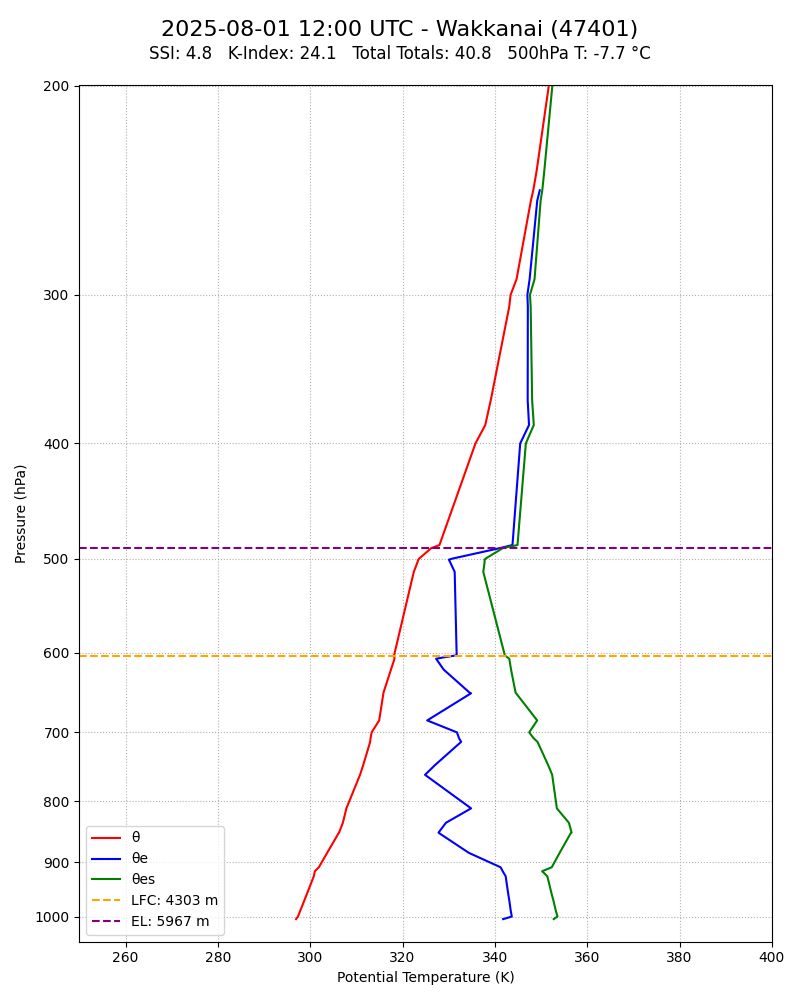 2025-08-01 12:00 UTC - Wakkanai (47401)
SSI: 4.8   K-Index: 24.1   Total Totals: 40.8   500hPa T: -7.7 °C
200
300
400
500
600
700
800
900
1000
Pressure (hPa)
θ
θe
θes
LFC: 4303 m
EL: 5967 m
260 280 300 320 340 360 380 400
Potential Temperature (K)